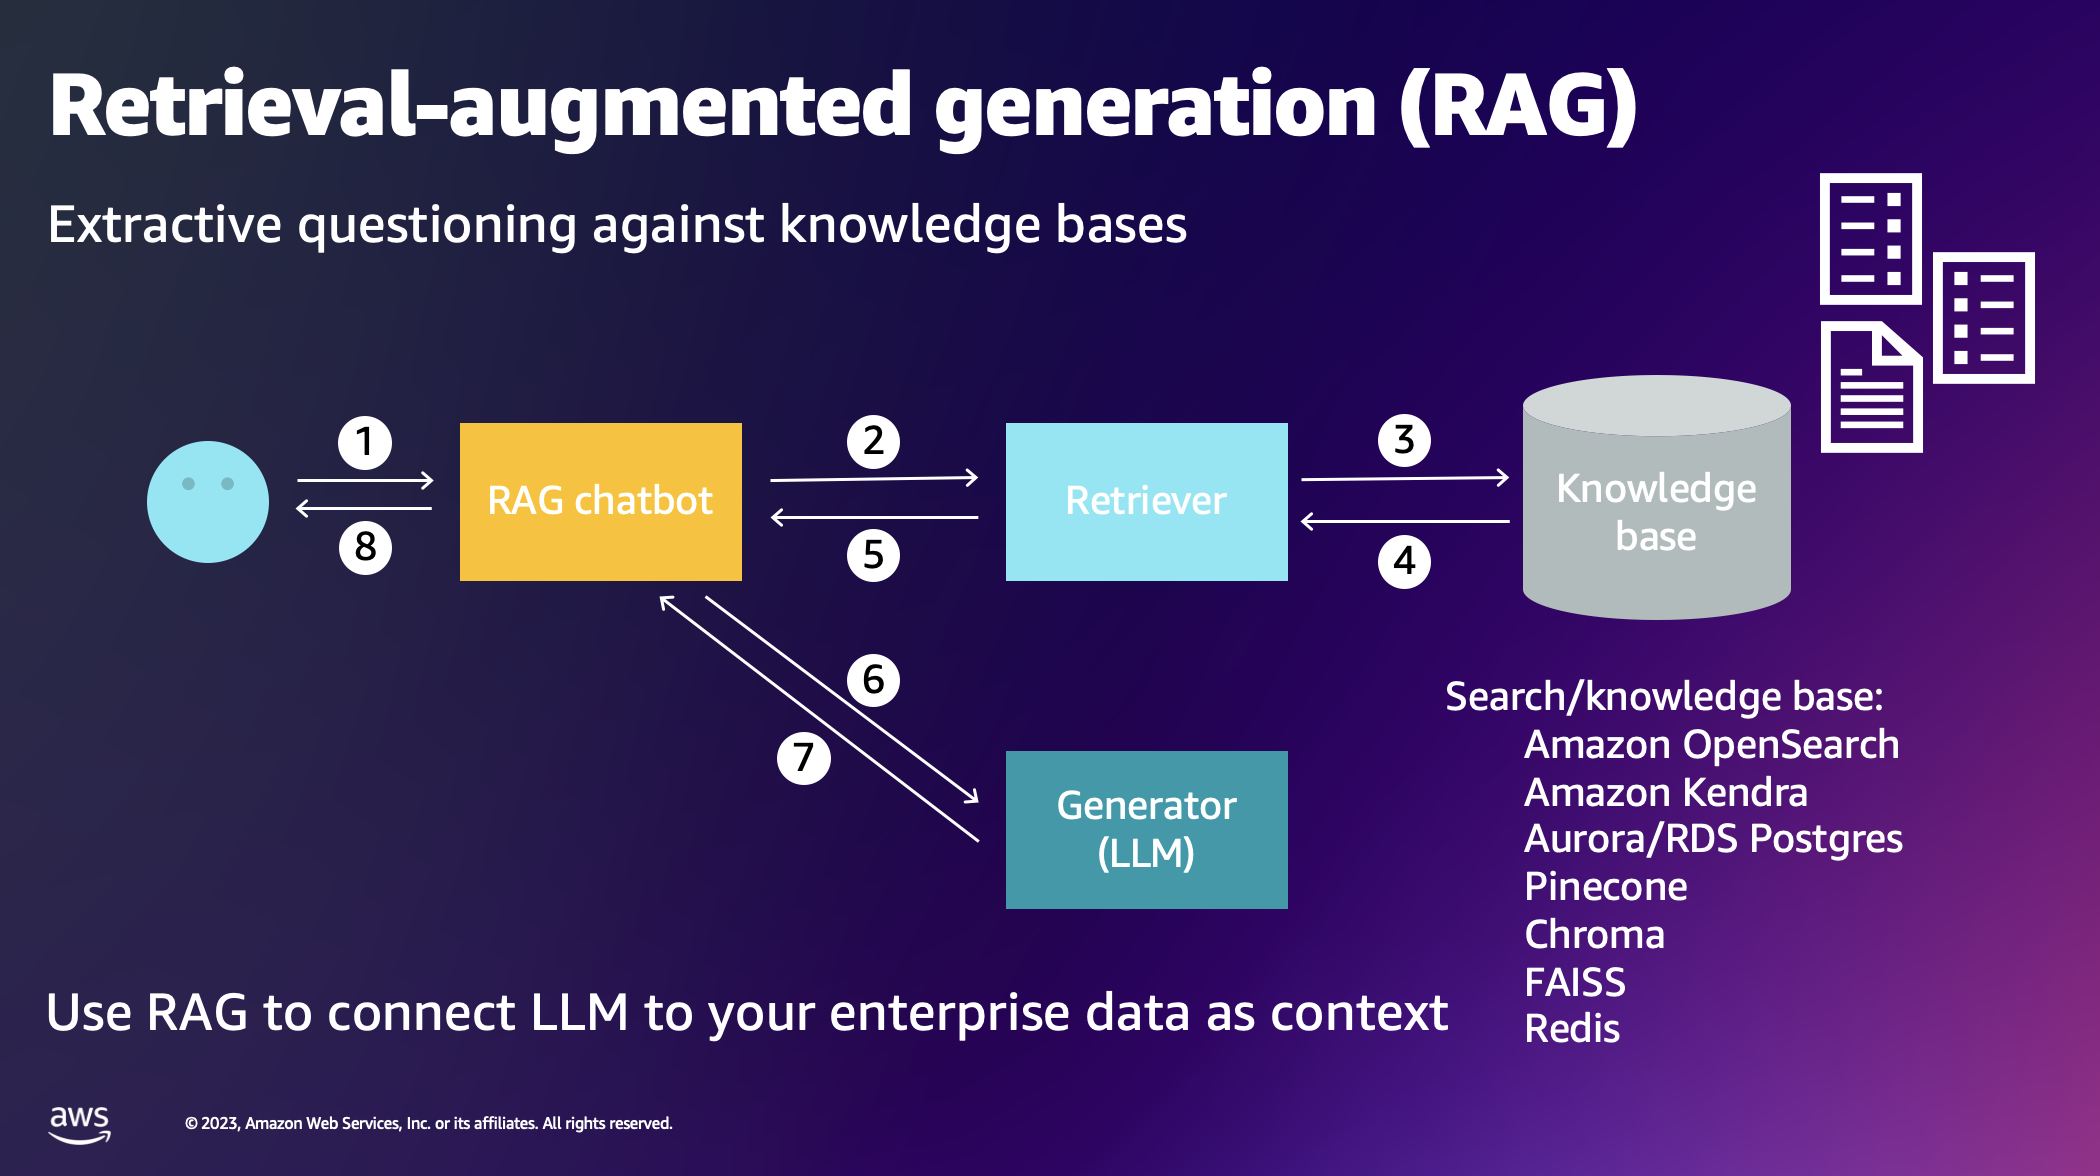 Retrieval-augmented generation (RAG)
Extractive questioning against knowledge bases
1
2
3
RAG chatbot
Retriever
Knowledge
base
8
5
4
6
7
Generator
(LLM)
Search/knowledge base:
Amazon OpenSearch
Amazon Kendra
Aurora/RDS Postgres
Pinecone
Chroma
FAISS
Redis
Use RAG to connect LLM to your enterprise data as context
aws
© 2023, Amazon Web Services, Inc. or its affiliates. All rights reserved.